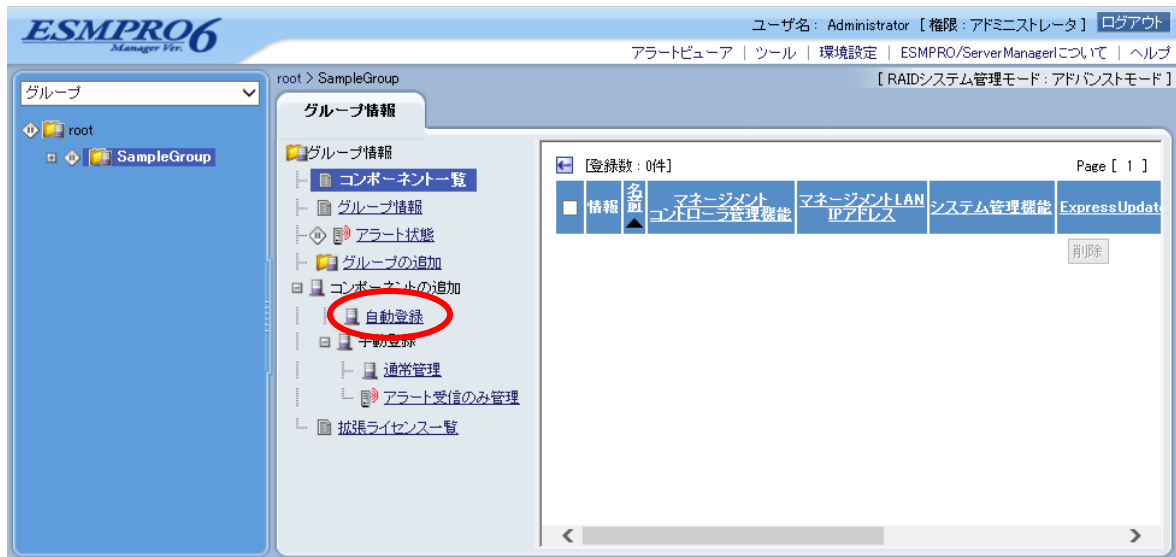 ESMPRO6
Manager Ver.
ユーザ名： Administrator [ 権限：アドミニストレータ ] ログアウト
アラートビューア | ツール | 環境設定 | ESMPRO/ServerManagerについて | ヘルプ
グループ
root > SampleGroup
[ RAIDシステム管理モード：アドバンストモード ]
root
SampleGroup
グループ情報
グループ情報
コンポーネント一覧
グループ情報
アラート状態
グループの追加
コンポーネントの追加
自動登録
手動登録
通常管理
アラート受信のみ管理
拡張ライセンス一覧
[登録数：0件]
Page [ 1 ]
情報 名前 マネージメントコントローラ管理機能 マネージメントLAN IPアドレス システム管理機能 ExpressUpdat
削除